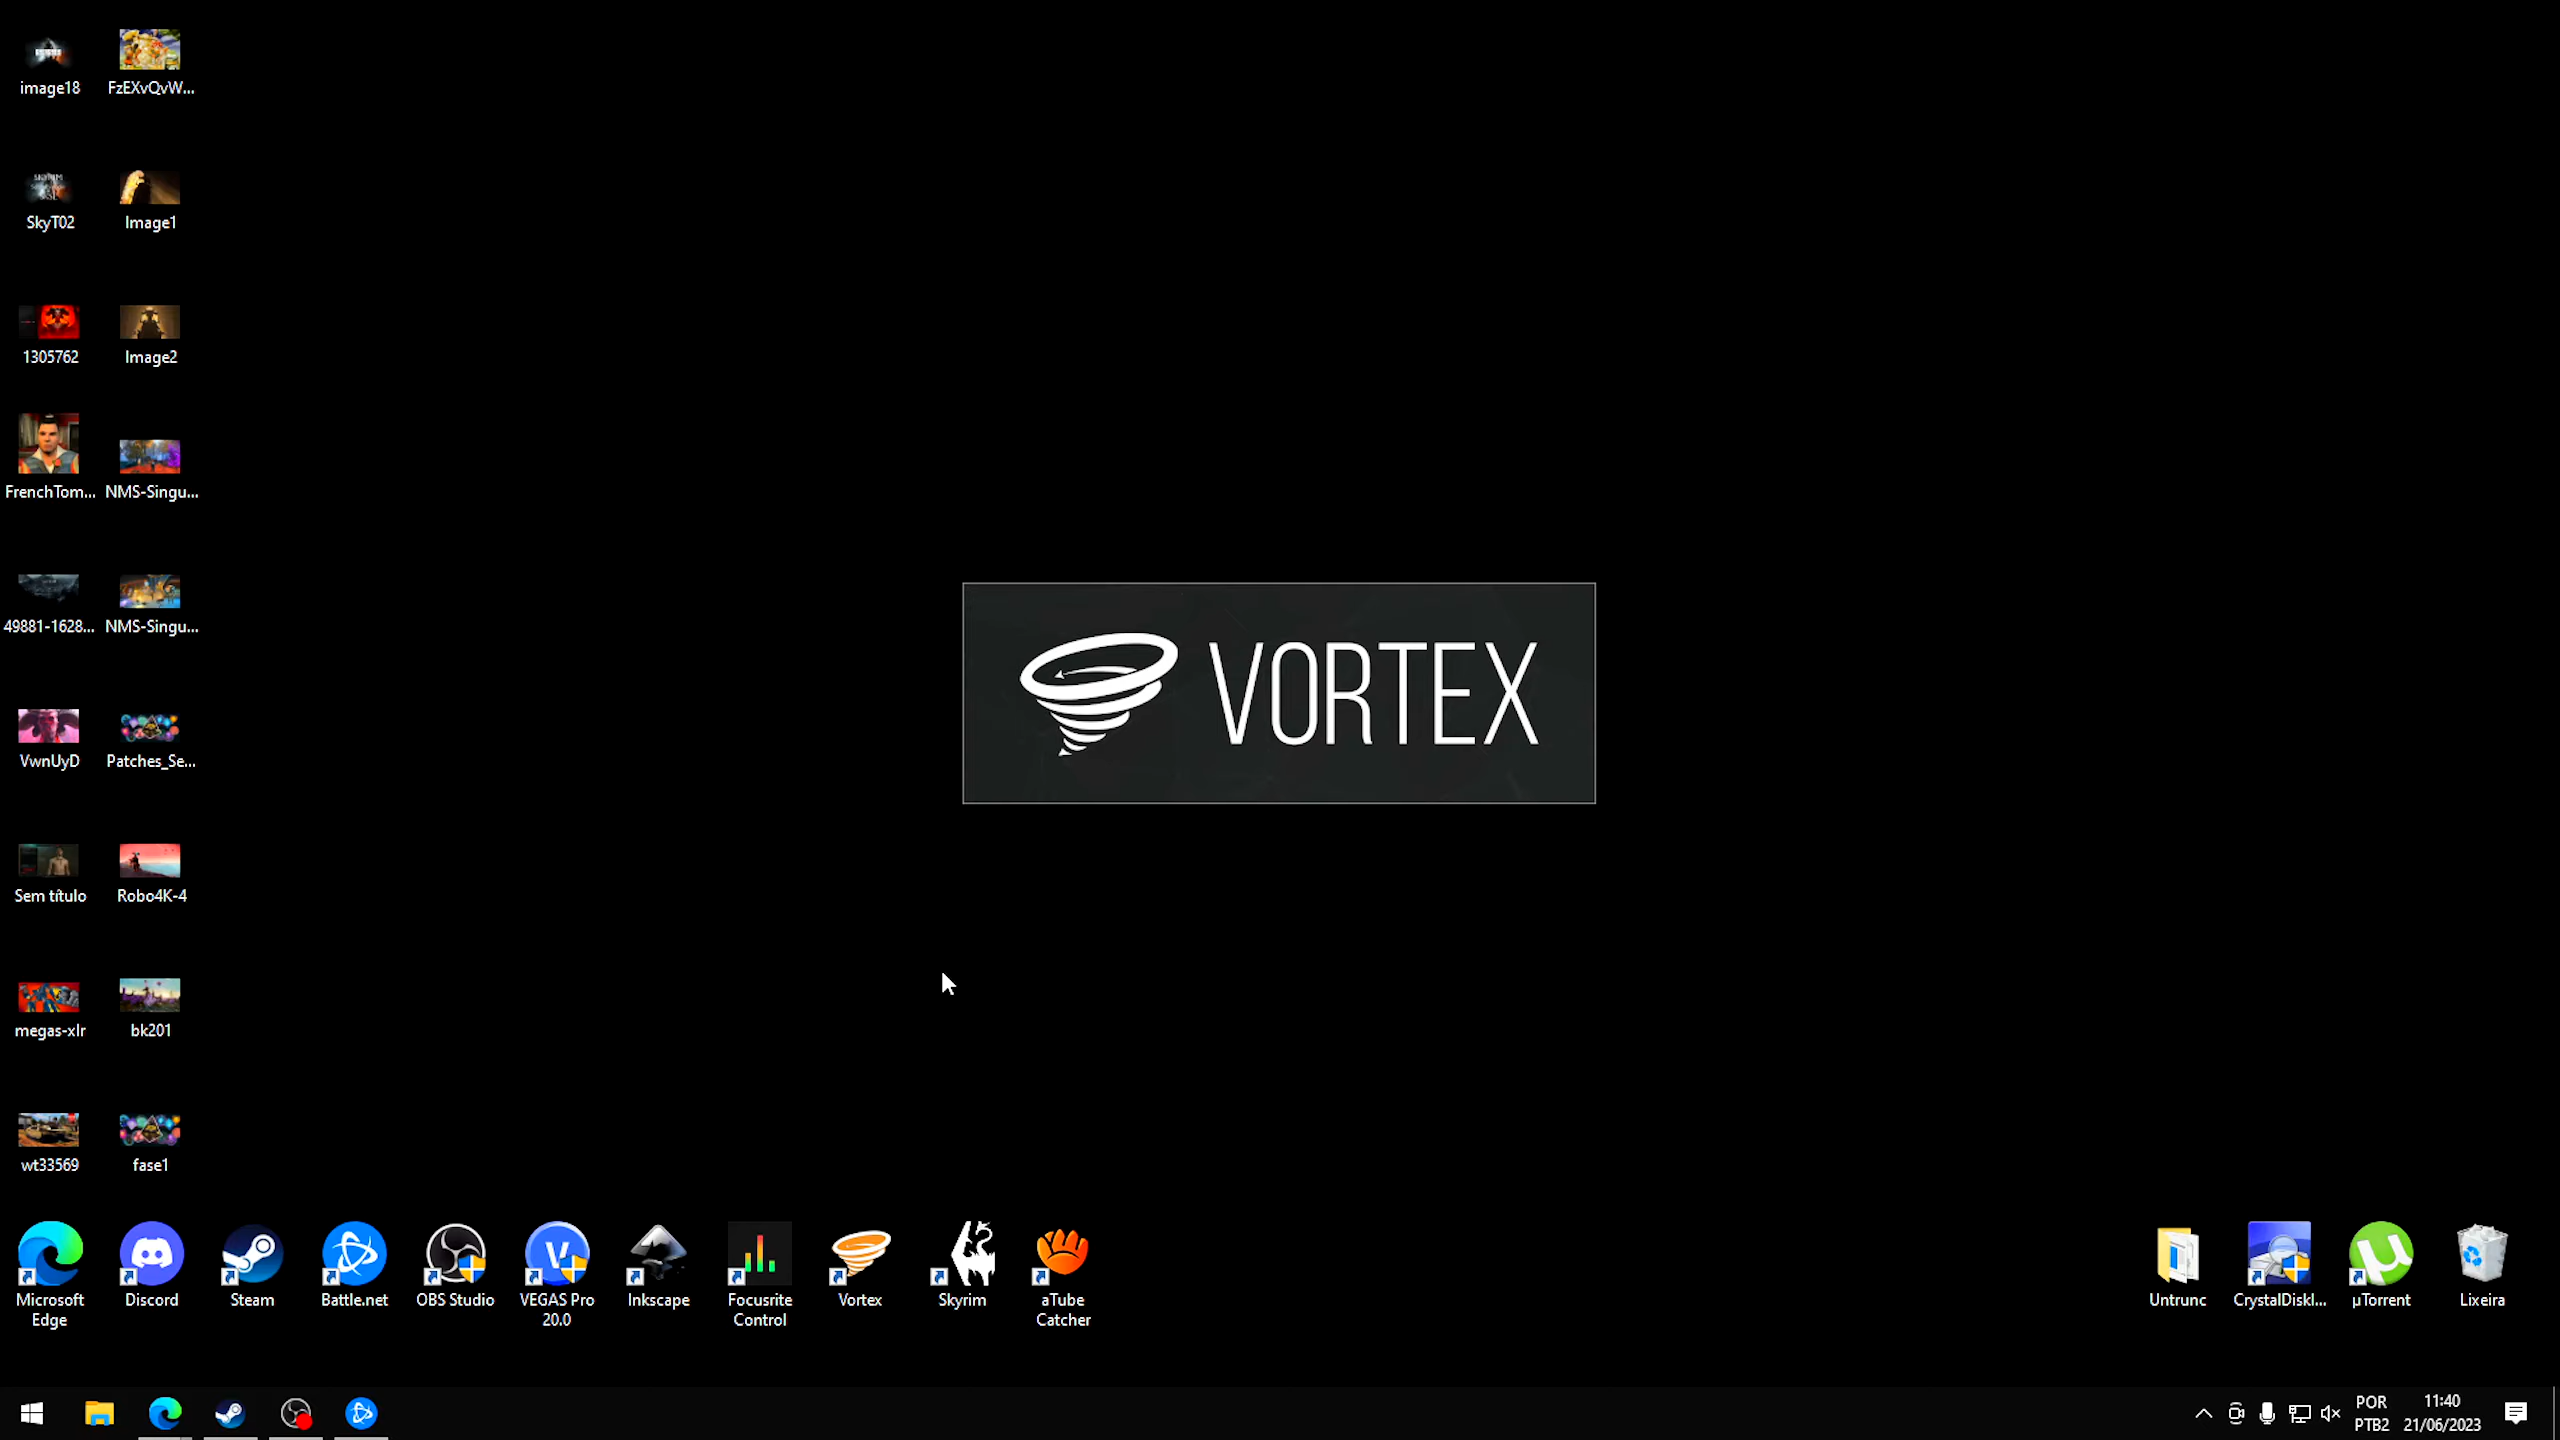 image18
FzEXvQvW...
SkyT02
Image1
1305762
Image2
FrenchTom...
NMS-Singu...
49881-1628...
NMS-Singu...
VORTEX
VwnUyD
Patches_Se...
Sem título
Robo4K-4
megas-xlr
bk201
wt33569
fase1
Microsoft
Edge
Discord
Steam
Battle.net
OBS Studio
VEGAS Pro
20.0
Inkscape
Focusrite
Control
Vortex
Skyrim
aTube
Catcher
Untrunc
CrystalDiskI...
µTorrent
Lixeira
POR
PTB2
11:40
21/06/2023